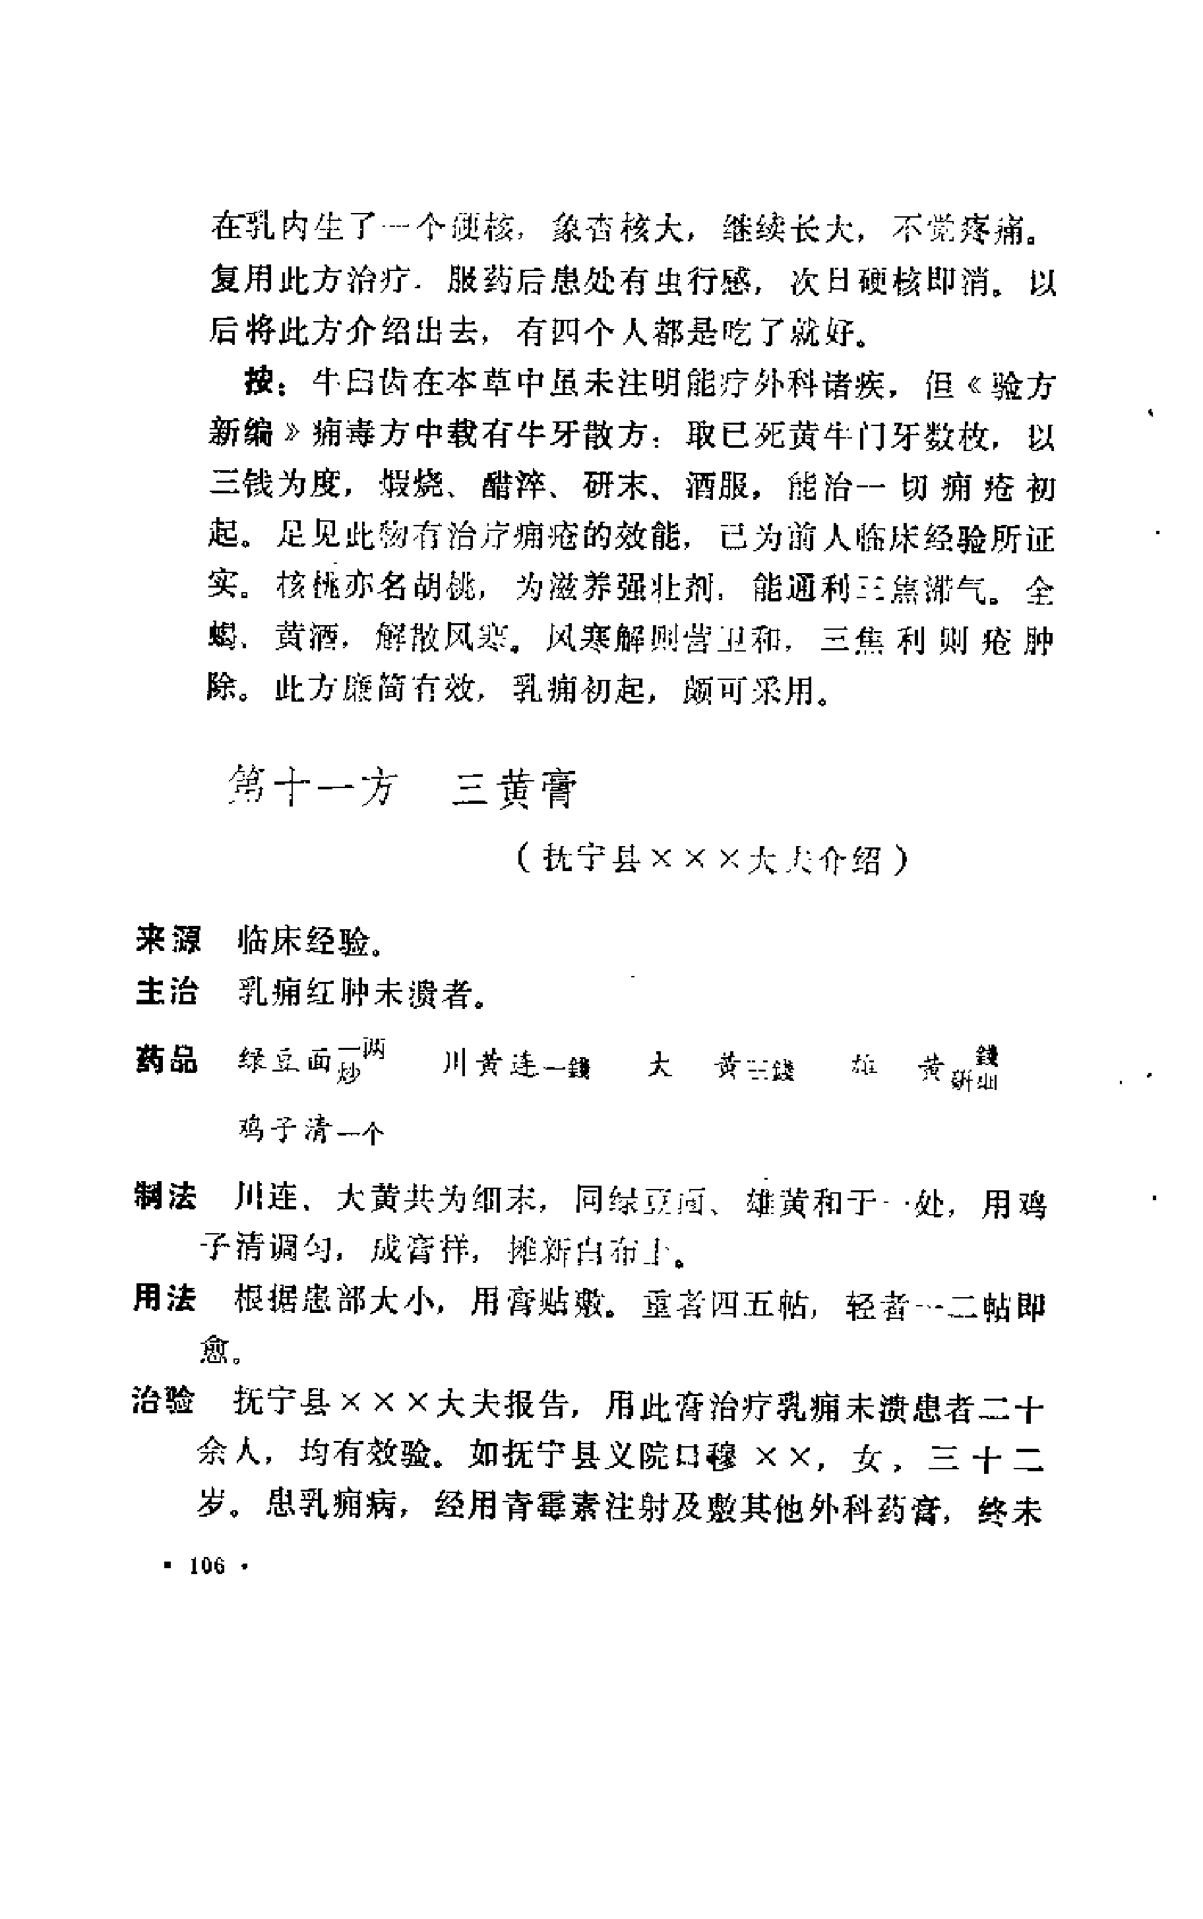 在乳内生了一个硬核，象杏核大，继续长大，不觉疼痛。
复用此方治疗．服药后患处有虫行感，次日硬核即消。以
后将此方介绍出去，有四个人都是吃了就好。
按：牛臼齿在本草中虽未注明能疗外科诸疾，但《验方
新编》痈毒方中载有牛牙散方：取已死黄牛门牙数枚，以
三钱为度，煅烧、醋淬、研末、酒服，能治一切痈疮初
起。足见此物有治疗痈疮的效能，已为前人临床经验所证
实。核桃亦名胡桃，为滋养强壮剂，能通利三焦滞气。全
蝎、黄酒，解散风寒。风寒解则营卫和，三焦利则疮肿
除。此方廉简有效，乳痈初起，颇可采用。
第十一方　三黄膏
（抚宁县×××大夫介绍）
来源　临床经验。
主治　乳痈红肿未溃者。
药品　绿豆面一两炒　川黄连一錢　大　黄三錢　雄　黄錢研细
鸡子清一个
制法　川连、大黄共为细末，同绿豆面、雄黄和于一处，用鸡
子清调匀，成膏样，摊新白布上。
用法　根据患部大小，用膏贴敷。重者四五帖，轻者一二帖即
愈。
治验　抚宁县×××大夫报告，用此膏治疗乳痈未溃患者二十
余人，均有效验。如抚宁县义院口穆××，女，三十二
岁。患乳痈病，经用青霉素注射及敷其他外科药膏，终未
· 106 ·